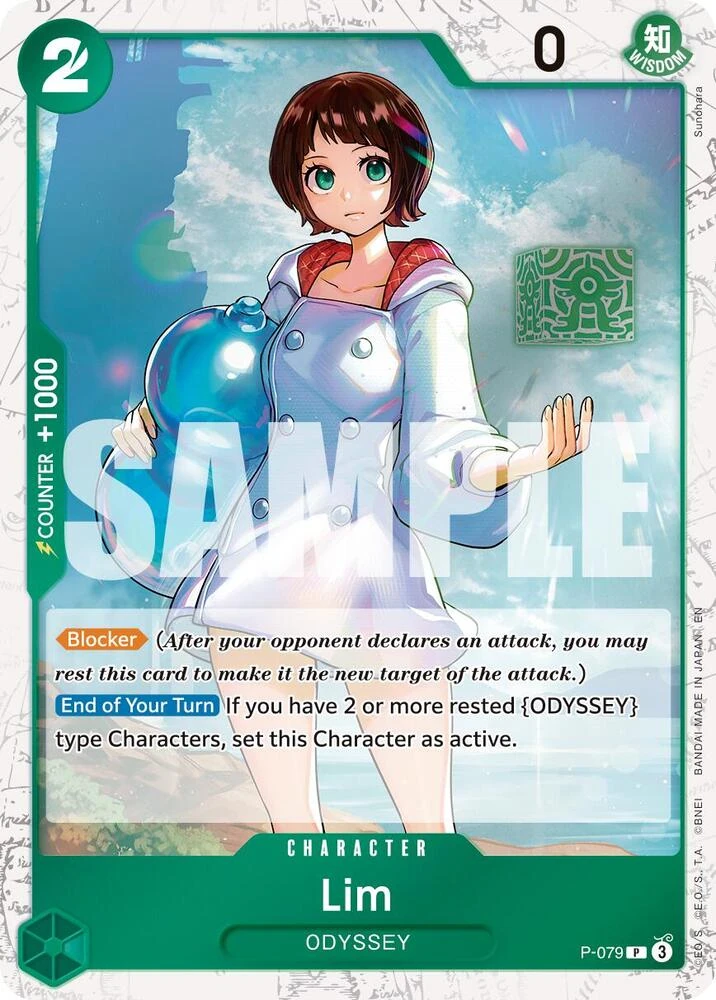 2
0
知
WISDOM
Sunohara
COUNTER +1000
SAMPLE
Blocker (After your opponent declares an attack, you may
rest this card to make it the new target of the attack.)
End of Your Turn If you have 2 or more rested {ODYSSEY}
type Characters, set this Character as active.
CHARACTER
Lim
ODYSSEY
P-079 P 3
©E.O./S. ©E.O./S., T.A. ©BNEI BANDAI MADE IN JAPAN EN